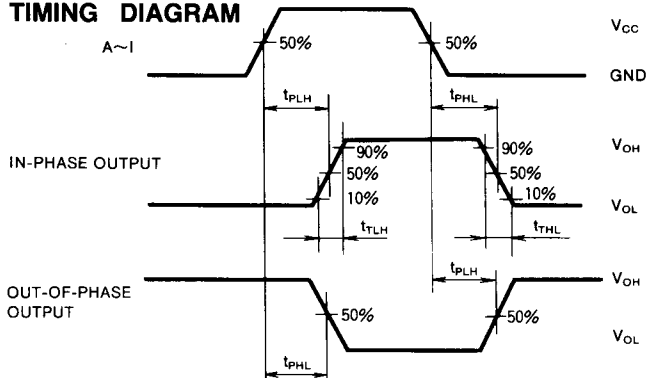 TIMING DIAGRAM
A~I
50%
50%
VCC
GND
tPLH
tPHL
IN-PHASE OUTPUT
90%
50%
10%
90%
50%
10%
VOH
VOL
tTLH
tTHL
OUT-OF-PHASE
OUTPUT
tPLH
50%
50%
VOH
VOL
tPHL